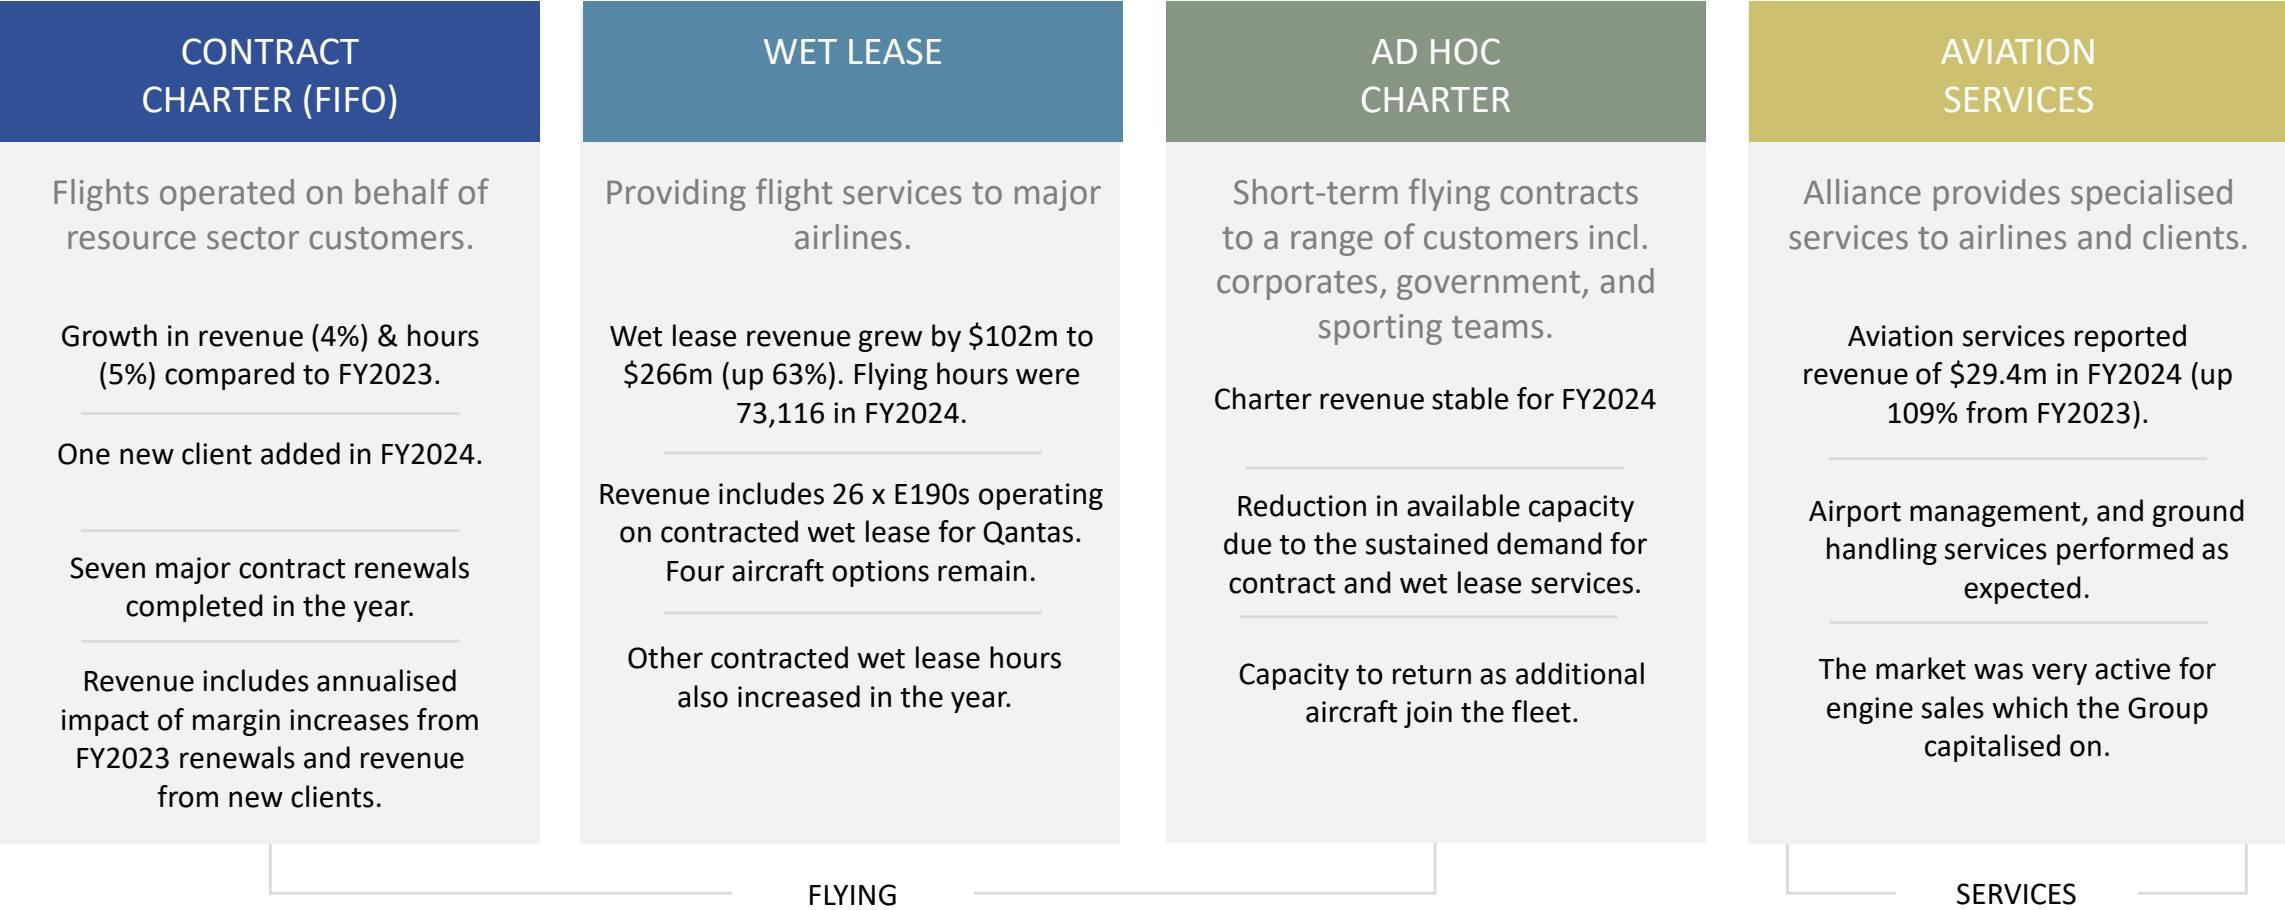 CONTRACT
CHARTER (FIFO)
Flights operated on behalf of
resource sector customers.
Growth in revenue (4%) & hours
(5%) compared to FY2023.
One new client added in FY2024.
Seven major contract renewals
completed in the year.
Revenue includes annualised
impact of margin increases from
FY2023 renewals and revenue
from new clients.
WET LEASE
Providing flight services to major
airlines.
Wet lease revenue grew by $102m to
$266m (up 63%). Flying hours were
73,116 in FY2024.
Revenue includes 26 x E190s operating
on contracted wet lease for Qantas.
Four aircraft options remain.
Other contracted wet lease hours
also increased in the year.
AD HOC
CHARTER
Short-term flying contracts
to a range of customers incl.
corporates, government, and
sporting teams.
Charter revenue stable for FY2024
Reduction in available capacity
due to the sustained demand for
contract and wet lease services.
Capacity to return as additional
aircraft join the fleet.
AVIATION
SERVICES
Alliance provides specialised
services to airlines and clients.
Aviation services reported
revenue of $29.4m in FY2024 (up
109% from FY2023).
Airport management, and ground
handling services performed as
expected.
The market was very active for
engine sales which the Group
capitalised on.
FLYING
SERVICES